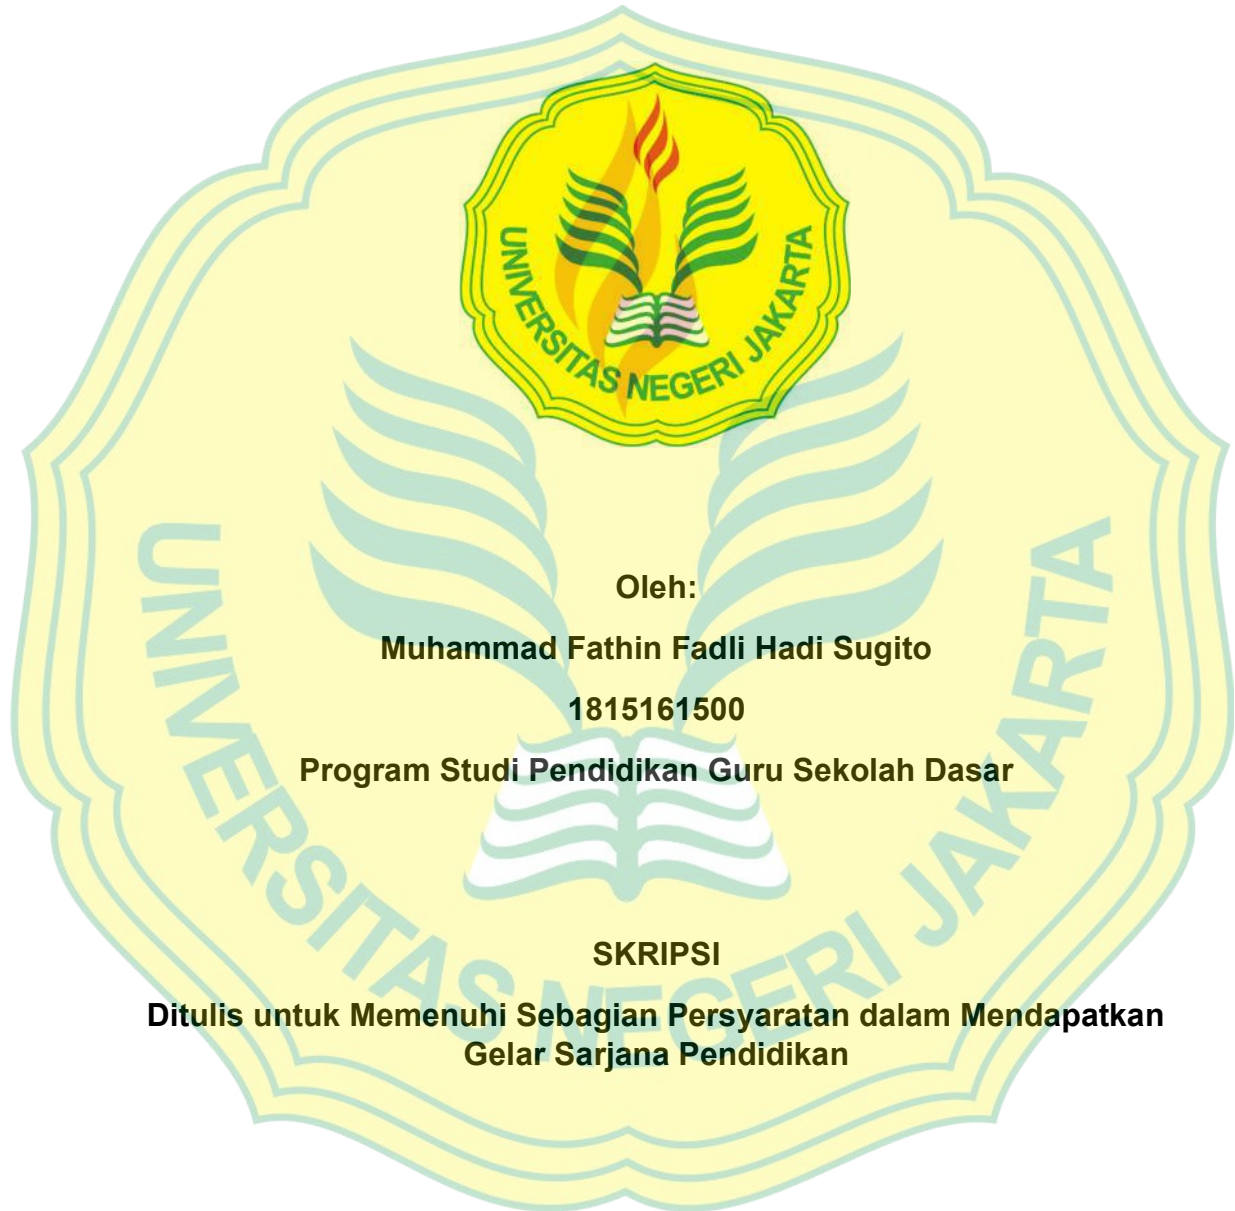 UNIVERSITAS NEGERI JAKARTA
Oleh:
Muhammad Fathin Fadli Hadi Sugito
1815161500
Program Studi Pendidikan Guru Sekolah Dasar
SKRIPSI
Ditulis untuk Memenuhi Sebagian Persyaratan dalam Mendapatkan
Gelar Sarjana Pendidikan
UNIVERSITAS NEGERI JAKARTA